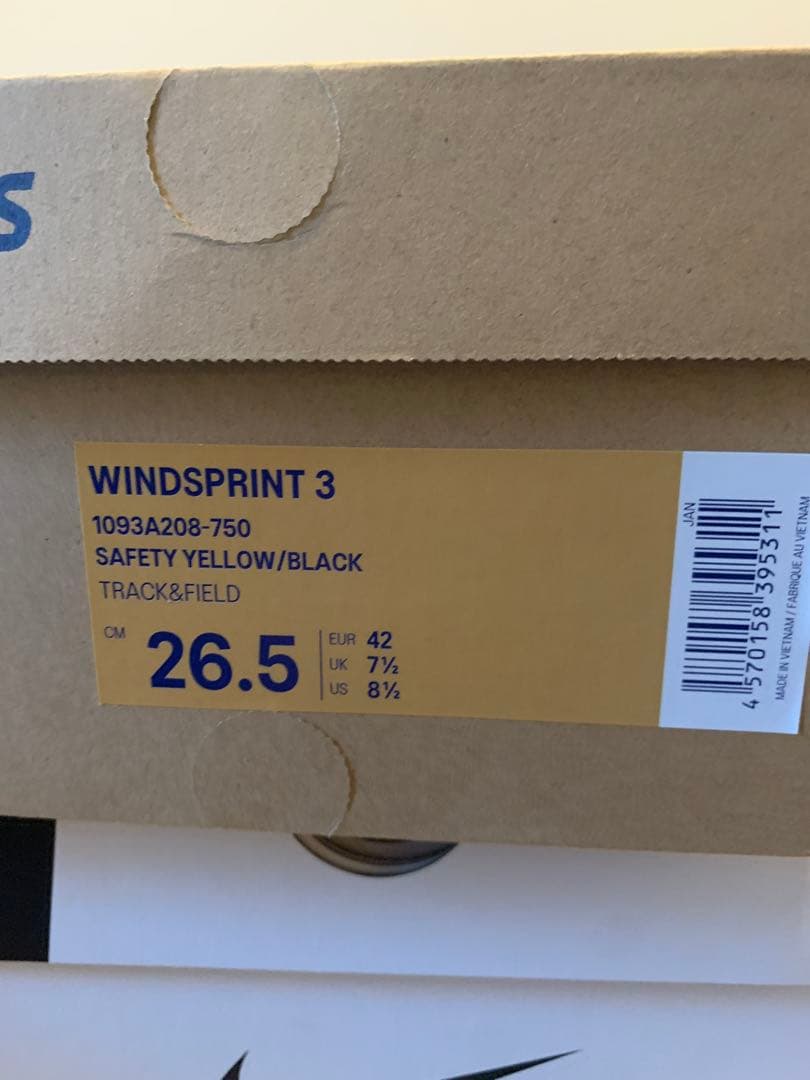 s
WINDSPRINT 3
1093A208-750
SAFETY YELLOW/BLACK
TRACK&FIELD
CM
26.5
EUR 42
UK 7½
US 8½
JAN
4 570158 395311
MADE IN VIETNAM / FABRIQUE AU VIETNAM